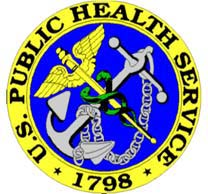 U.S. PUBLIC HEALTH SERVICE
1798